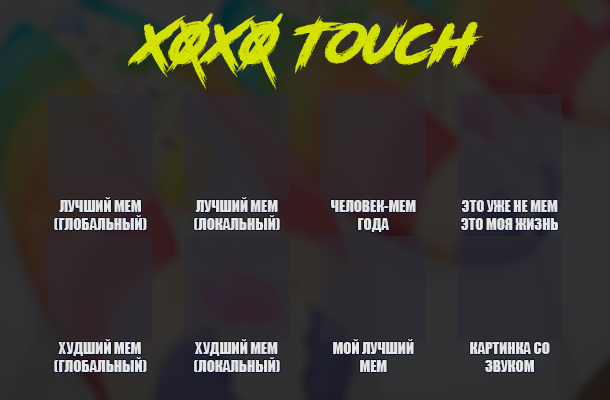 XØXØ TOUCH
ЛУЧШИЙ МЕМ
(ГЛОБАЛЬНЫЙ)
ЛУЧШИЙ МЕМ
(ЛОКАЛЬНЫЙ)
ЧЕЛОВЕК-МЕМ
ГОДА
ЭТО УЖЕ НЕ МЕМ
ЭТО МОЯ ЖИЗНЬ
ХУДШИЙ МЕМ
(ГЛОБАЛЬНЫЙ)
ХУДШИЙ МЕМ
(ЛОКАЛЬНЫЙ)
МОЙ ЛУЧШИЙ
МЕМ
КАРТИНКА СО
ЗВУКОМ